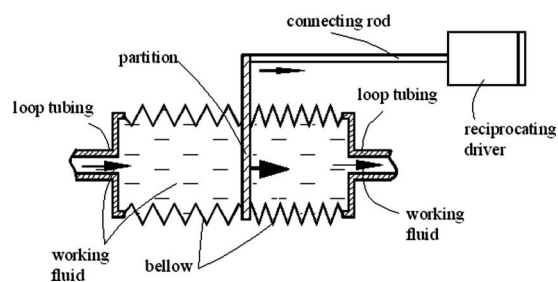 connecting rod
partition
loop tubing
loop tubing
reciprocating
driver
working
fluid
bellow
working
fluid